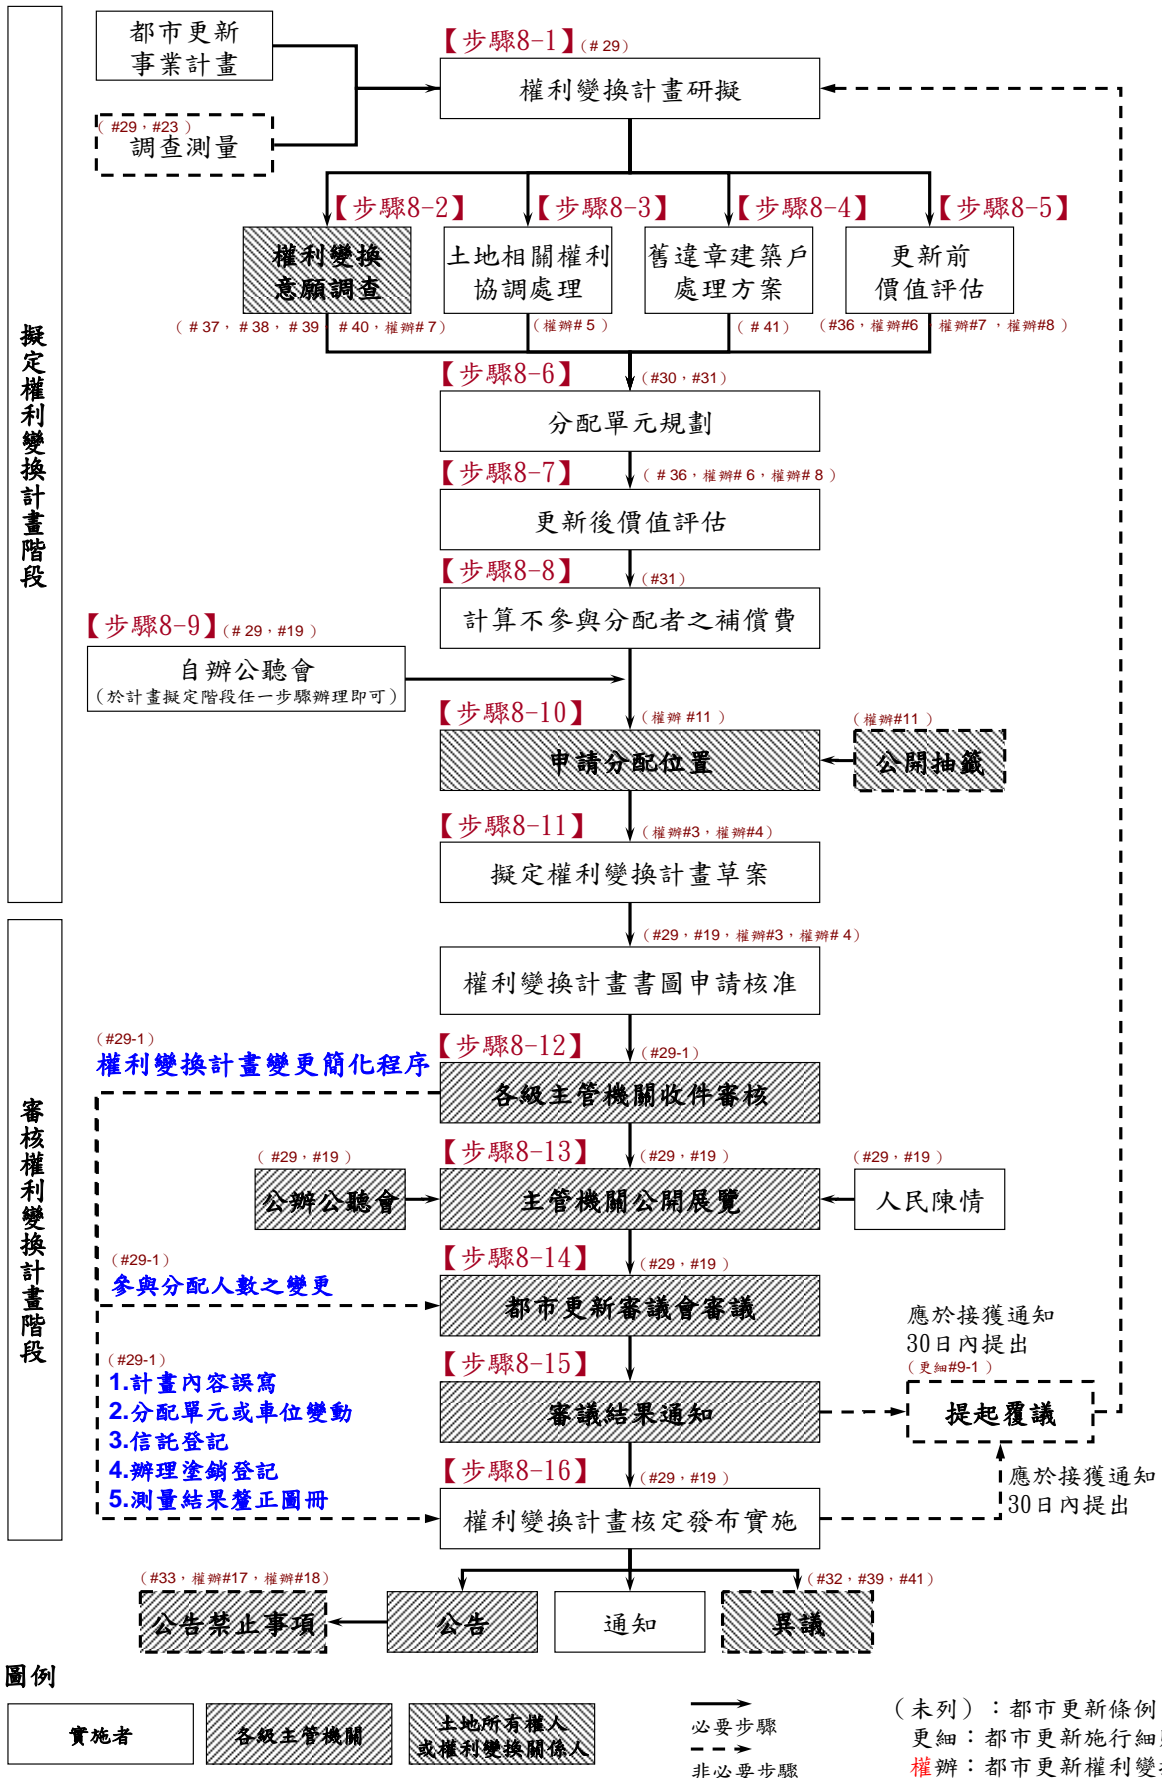 擬定權利變換計畫階段
都市更新
事業計畫
（#29，#23）
調查測量
【步驟8-1】（# 29）
權利變換計畫研擬
【步驟8-2】
權利變換
意願調查
（# 37，# 38，# 39，# 40，權辦# 7）
【步驟8-3】
土地相關權利
協調處理
（權辦# 5）
【步驟8-4】
舊違章建築戶
處理方案
（# 41）
【步驟8-5】
更新前
價值評估
（#36，權辦#6，權辦#7，權辦#8）
【步驟8-6】
（#30，#31）
分配單元規劃
【步驟8-7】
（# 36，權辦# 6，權辦# 8）
更新後價值評估
【步驟8-8】
（#31）
計算不參與分配者之補償費
【步驟8-9】（# 29，#19）
自辦公聽會
（於計畫擬定階段任一步驟辦理即可）
【步驟8-10】
（權辦 #11）
申請分配位置
（權辦#11）
公開抽籤
【步驟8-11】
（權辦#3，權辦#4）
擬定權利變換計畫草案
審核權利變換計畫階段
（#29，#19，權辦#3，權辦# 4）
權利變換計畫書圖申請核准
（#29-1）
權利變換計畫變更簡化程序
【步驟8-12】
（#29-1）
各級主管機關收件審核
【步驟8-13】
（#29，#19）
主管機關公開展覽
（#29，#19）
公辦公聽會
（#29，#19）
人民陳情
（#29-1）
參與分配人數之變更
【步驟8-14】
（#29，#19）
都市更新審議會審議
（#29-1）
1.計畫內容誤寫
2.分配單元或車位變動
3.信託登記
4.辦理塗銷登記
5.測量結果釐正圖冊
【步驟8-15】
審議結果通知
應於接獲通知
30日內提出
（更細#9-1）
提起覆議
應於接獲通知
30日內提出
【步驟8-16】
（#29，#19）
權利變換計畫核定發布實施
（#33，權辦#17，權辦#18）
公告禁止事項
公告
通知
（#32，#39，#41）
異議
圖例
實施者
各級主管機關
土地所有權人
或權利變換關係人
必要步驟
非必要步驟
（未列）：都市更新條例
更細：都市更新施行細
權辦：都市更新權利變